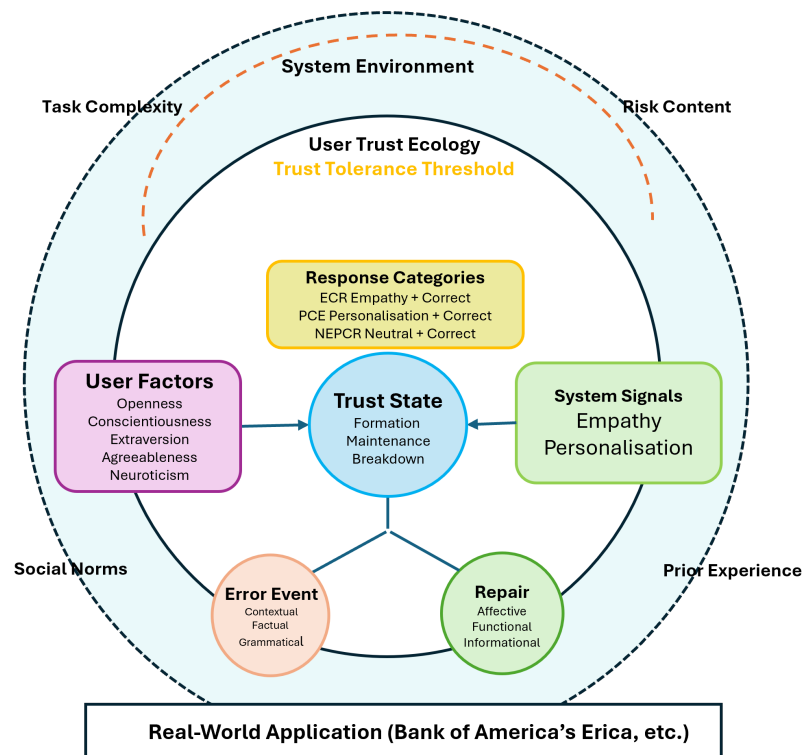 System Environment
Task Complexity
Risk Content
User Trust Ecology
Trust Tolerance Threshold
Response Categories
ECR Empathy + Correct
PCE Personalisation + Correct
NEPCR Neutral + Correct
User Factors
Openness
Conscientiousness
Extraversion
Agreeableness
Neuroticism
Trust State
Formation
Maintenance
Breakdown
System Signals
Empathy
Personalisation
Social Norms
Prior Experience
Error Event
Contextual
Factual
Grammatical
Repair
Affective
Functional
Informational
Real-World Application (Bank of America’s Erica, etc.)